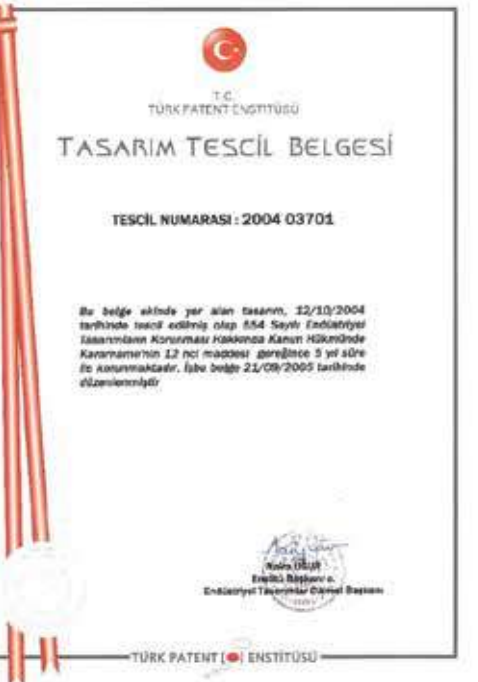 T.C.
TÜRK PATENT ENSTİTÜSÜ
TASARIM TESCİL BELGESİ
TESCİL NUMARASI : 2004 03701
Bu belge ekinde yer alan tasarım, 12/10/2004
tarihinde tescil edilmiş olup 554 Sayılı Endüstriyel
Tasarımların Korunması Hakkında Kanun Hükmünde
Kararname'nin 12 nci maddesi gereğince 5 yıl süre
ile korunmaktadır. İşbu belge 21/09/2005 tarihinde
düzenlenmiştir
UĞUR
Enstitü Başkanı a.
Endüstriyel Tasarımlar Dairesi Başkanı
TÜRK PATENT ENSTİTÜSÜ